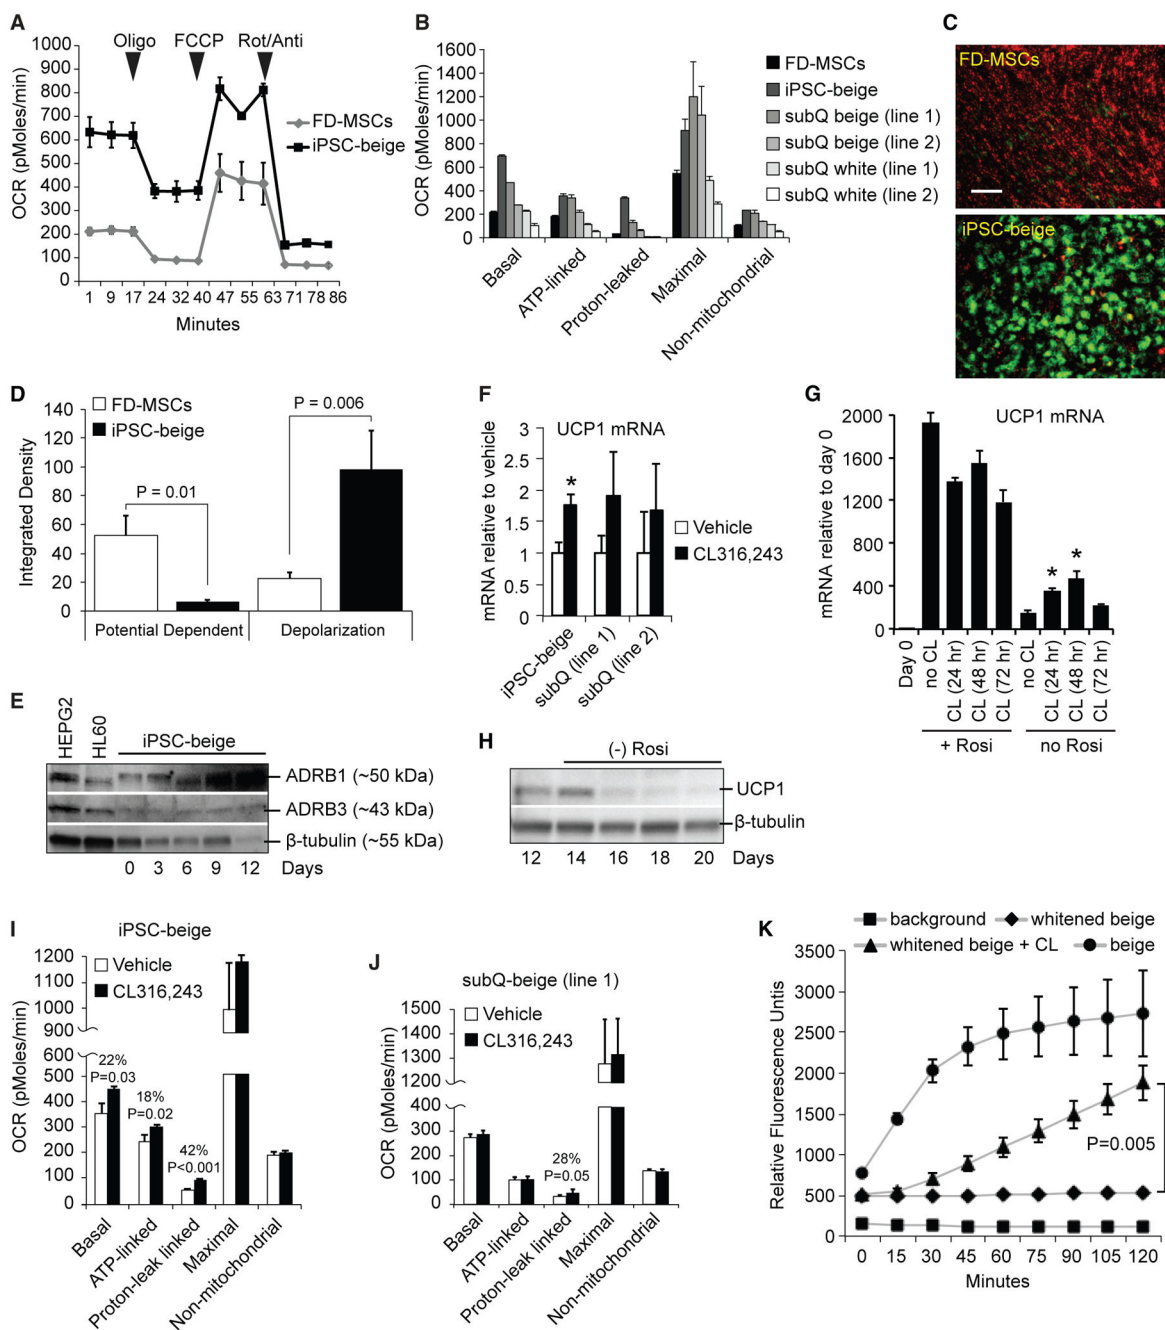 A
Oligo
FCCP
Rot/Anti
OCR (pMoles/min)
1000
900
800
700
600
500
400
300
200
100
0
FD-MSCs
iPSC-beige
1 9 17 24 32 40 47 55 63 71 78 86
Minutes
B
OCR (pMoles/min)
1600
1400
1200
1000
800
600
400
200
0
FD-MSCs
iPSC-beige
subQ beige (line 1)
subQ beige (line 2)
subQ white (line 1)
subQ white (line 2)
Basal
ATP-linked
Proton-leaked
Maximal
Non-mitochondrial
C
FD-MSCs
iPSC-beige
D
Integrated Density
140
120
100
80
60
40
20
0
FD-MSCs
iPSC-beige
P = 0.006
P = 0.01
Potential Dependent
Depolarization
E
HEPG2
HL60
iPSC-beige
ADRB1 (~50 kDa)
ADRB3 (~43 kDa)
β-tubulin (~55 kDa)
0 3 6 9 12 Days
F
UCP1 mRNA
mRNA relative to vehicle
3
2.5
2
1.5
1
0.5
0
*
Vehicle
CL316,243
iPSC-beige
subQ (line 1)
subQ (line 2)
G
UCP1 mRNA
mRNA relative to day 0
2000
1600
1200
800
400
0
* *
Day 0
no CL
CL (24 hr)
CL (48 hr)
CL (72 hr)
no CL
CL (24 hr)
CL (48 hr)
CL (72 hr)
+ Rosi
no Rosi
H
(-) Rosi
UCP1
β-tubulin
12 14 16 18 20 Days
I
iPSC-beige
OCR (pMoles/min)
1200
1100
1000
900
600
500
400
300
200
100
0
Vehicle
CL316,243
22%
P=0.03
18%
P=0.02
42%
P<0.001
Basal
ATP-linked
Proton-leak linked
Maximal
Non-mitochondrial
J
subQ-beige (line 1)
OCR (pMoles/min)
1500
1400
1300
1200
400
300
200
100
0
Vehicle
CL316,243
28%
P=0.05
Basal
ATP-linked
Proton-leak linked
Maximal
Non-mitochondrial
K
background
whitened beige
whitened beige + CL
beige
Relative Fluorescence Untis
3500
3000
2500
2000
1500
1000
500
0
P=0.005
0 15 30 45 60 75 90 105 120
Minutes